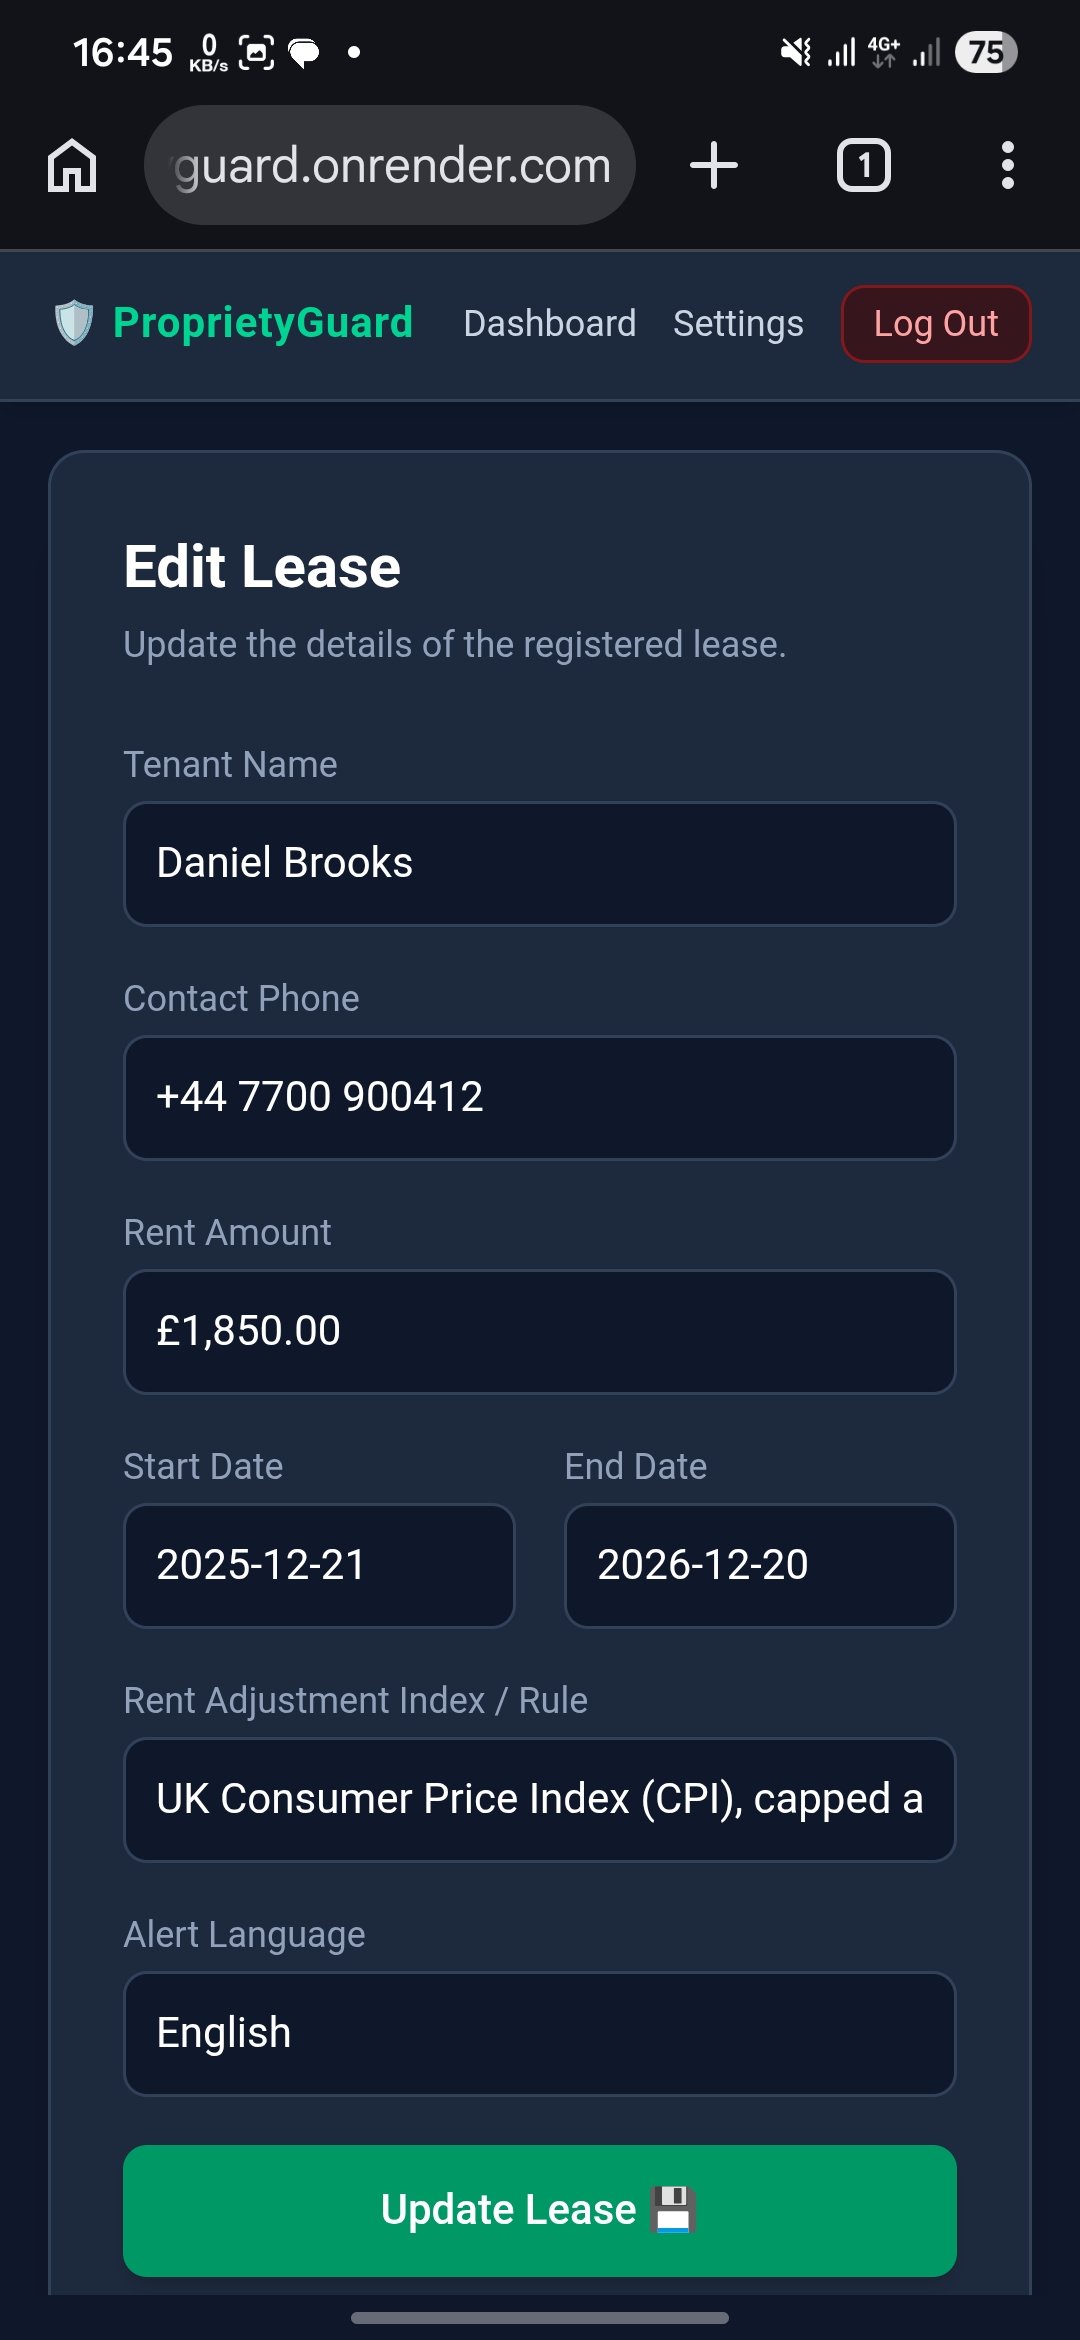 16:45 0 KB/s 4G+ 75
guard.onrender.com 1
ProprietyGuard Dashboard Settings Log Out
Edit Lease
Update the details of the registered lease.
Tenant Name
Daniel Brooks
Contact Phone
+44 7700 900412
Rent Amount
£1,850.00
Start Date End Date
2025-12-21 2026-12-20
Rent Adjustment Index / Rule
UK Consumer Price Index (CPI), capped a
Alert Language
English
Update Lease